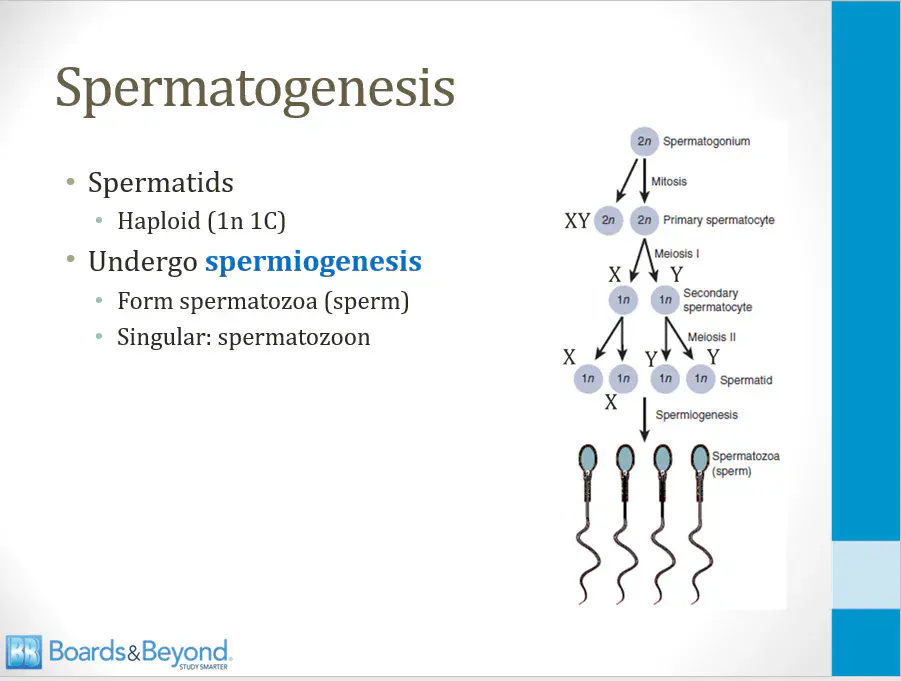 Spermatogenesis
• Spermatids
• Haploid (1n 1C)
• Undergo spermiogenesis
• Form spermatozoa (sperm)
• Singular: spermatozoon
2n Spermatogonium
Mitosis
XY 2n 2n Primary spermatocyte
Meiosis I
X Y
1n 1n Secondary
spermatocyte
Meiosis II
X Y Y
1n 1n 1n 1n Spermatid
X
Spermiogenesis
Spermatozoa
(sperm)
BB Boards&Beyond.
STUDY SMARTER